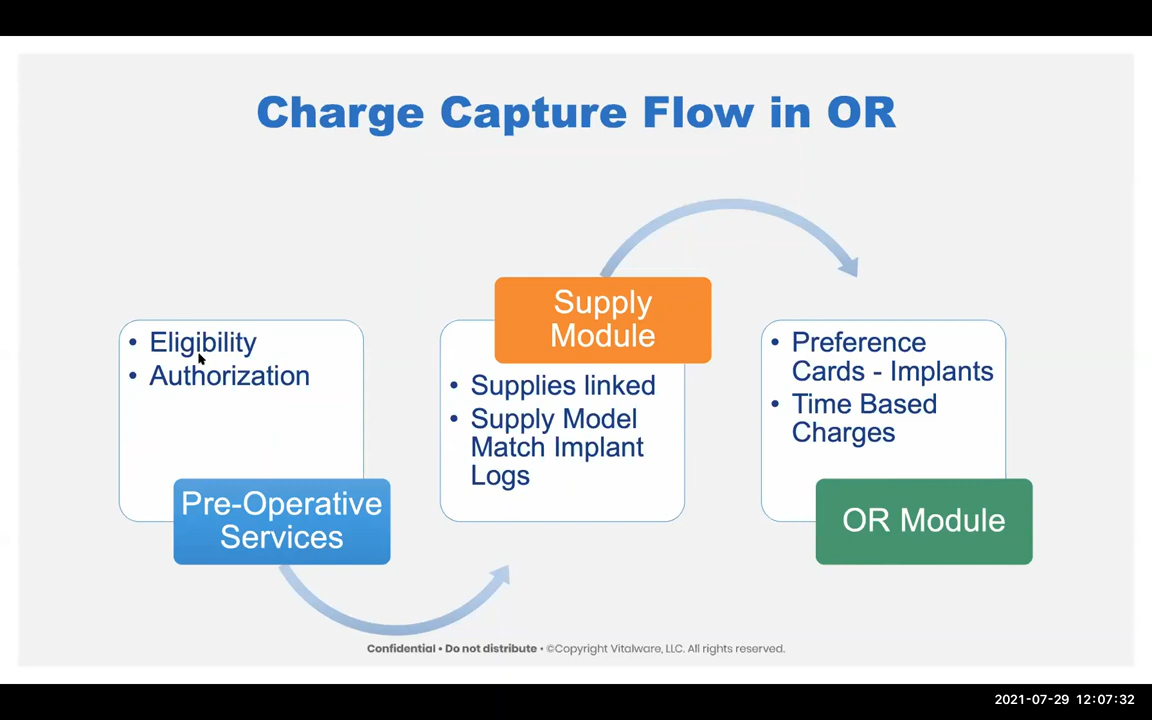 Charge Capture Flow in OR
• Eligibility
• Authorization
Pre-Operative
Services
Supply
Module
• Supplies linked
• Supply Model
Match Implant
Logs
• Preference
Cards - Implants
• Time Based
Charges
OR Module
Confidential • Do not distribute • ©Copyright Vitalware, LLC. All rights reserved.
2021-07-29 12:07:32